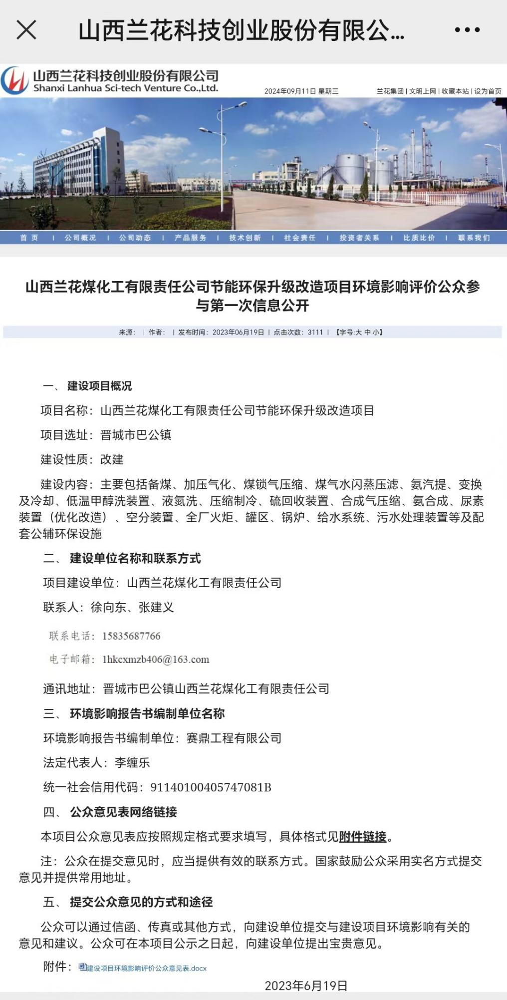 山西兰花科技创业股份有限公...
山西兰花科技创业股份有限公司
Shanxi Lanhua Sci-tech Venture Co.,Ltd.
2024年09月11日 星期三
兰花集团 | 文明上网 | 收藏本站 | 设为首页
首 页 | 公司概况 | 公司动态 | 产品服务 | 技术创新 | 社会责任 | 投资者关系 | 比质比价 | 联系我们
山西兰花煤化工有限责任公司节能环保升级改造项目环境影响评价公众参
与第一次信息公开
来源： | 作者： | 发布时间：2023年06月19日 | 点击次数：3111 | 【字号:大 中 小】
一、 建设项目概况
项目名称：山西兰花煤化工有限责任公司节能环保升级改造项目
项目选址：晋城市巴公镇
建设性质：改建
建设内容：主要包括备煤、加压气化、煤锁气压缩、煤气水闪蒸压滤、氨汽提、变换
及冷却、低温甲醇洗装置、液氮洗、压缩制冷、硫回收装置、合成气压缩、氨合成、尿素
装置（优化改造）、空分装置、全厂火炬、罐区、锅炉、给水系统、污水处理装置等及配
套公辅环保设施
二、 建设单位名称和联系方式
项目建设单位：山西兰花煤化工有限责任公司
联系人：徐向东、张建义
联系电话：15835687766
电子邮箱：1hkcxmzb406@163.com
通讯地址：晋城市巴公镇山西兰花煤化工有限责任公司
三、 环境影响报告书编制单位名称
环境影响报告书编制单位：赛鼎工程有限公司
法定代表人：李缠乐
统一社会信用代码：91140100405747081B
四、 公众意见表网络链接
本项目公众意见表应按照规定格式要求填写，具体格式见附件链接。
注：公众在提交意见时，应当提供有效的联系方式。国家鼓励公众采用实名方式提交
意见并提供常用地址。
五、 提交公众意见的方式和途径
公众可以通过信函、传真或其他方式，向建设单位提交与建设项目环境影响有关的
意见和建议。公众可在本项目公示之日起，向建设单位提出宝贵意见。
附件：建设项目环境影响评价公众意见表.docx
2023年6月19日